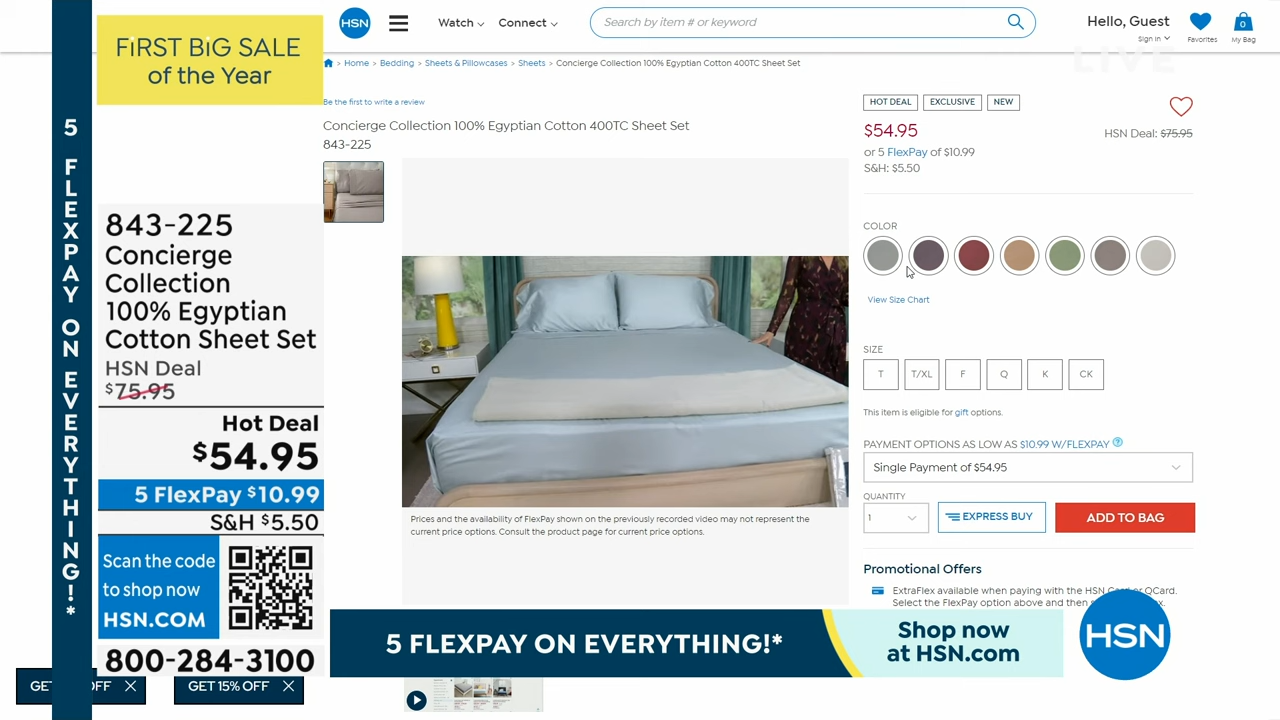 FiRST BiG SALE
of the Year
5 FLEXPAY ON EVERYTHING!*
843-225
Concierge
Collection
100% Egyptian
Cotton Sheet Set
HSN Deal
$75.95
Hot Deal
$54.95
5 FlexPay $10.99
S&H $5.50
Scan the code
to shop now
HSN.COM
800-284-3100
GET
OFF
GET 15% OFF
HSN
Watch
Connect
Search by item # or keyword
Hello, Guest
Sign in
Favorites
0
My Bag
LIVE
> Home > Bedding > Sheets & Pillowcases > Sheets > Concierge Collection 100% Egyptian Cotton 400TC Sheet Set
Be the first to write a review
Concierge Collection 100% Egyptian Cotton 400TC Sheet Set
843-225
Prices and the availability of FlexPay shown on the previously recorded video may not represent the
current price options. Consult the product page for current price options.
HOT DEAL
EXCLUSIVE
NEW
$54.95
HSN Deal: $75.95
or 5 FlexPay of $10.99
S&H: $5.50
COLOR
View Size Chart
SIZE
T
T/XL
F
Q
K
CK
This item is eligible for gift options.
PAYMENT OPTIONS AS LOW AS $10.99 W/FLEXPAY
Single Payment of $54.95
QUANTITY
1
EXPRESS BUY
ADD TO BAG
Promotional Offers
ExtraFlex available when paying with the HSN Card or QCard.
Select the FlexPay option above and then
5 FLEXPAY ON EVERYTHING!*
Shop now
at HSN.com
HSN